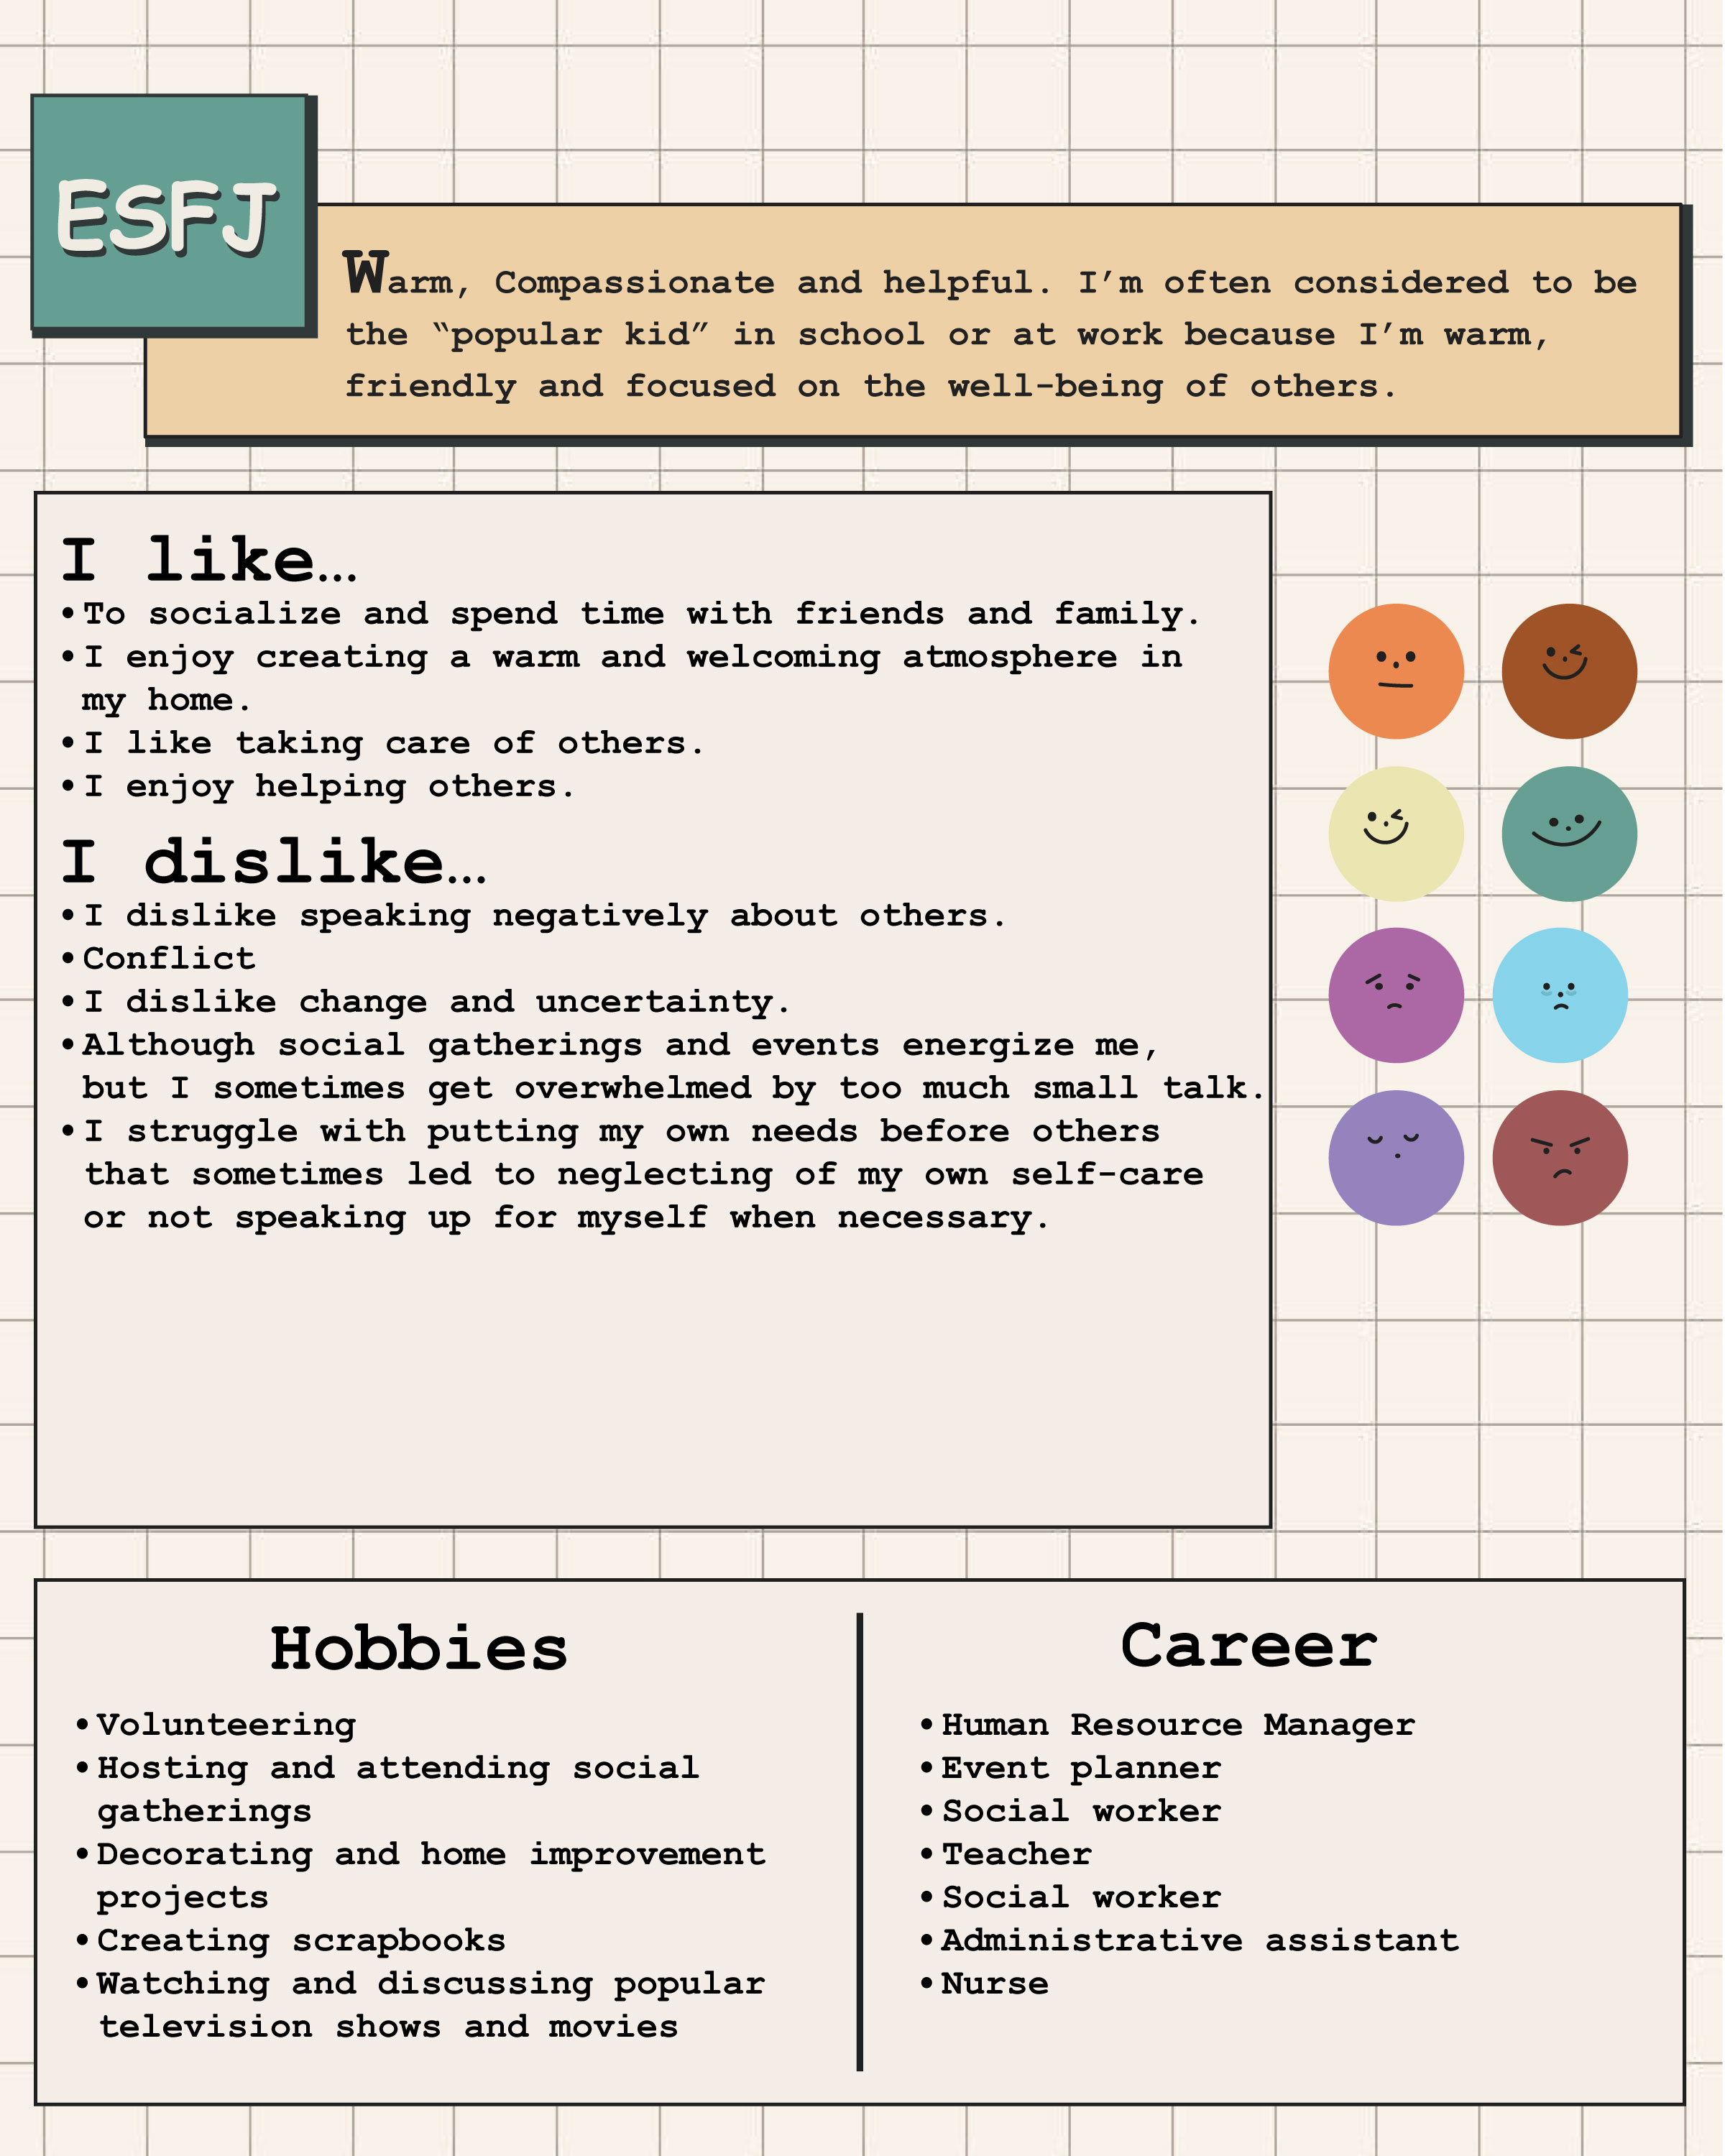 ESFJ
Warm, Compassionate and helpful. I’m often considered to be
the “popular kid” in school or at work because I’m warm,
friendly and focused on the well-being of others.
I like…
•To socialize and spend time with friends and family.
•I enjoy creating a warm and welcoming atmosphere in
my home.
•I like taking care of others.
•I enjoy helping others.
I dislike…
•I dislike speaking negatively about others.
•Conflict
•I dislike change and uncertainty.
•Although social gatherings and events energize me,
but I sometimes get overwhelmed by too much small talk.
•I struggle with putting my own needs before others
that sometimes led to neglecting of my own self-care
or not speaking up for myself when necessary.
Hobbies
•Volunteering
•Hosting and attending social
gatherings
•Decorating and home improvement
projects
•Creating scrapbooks
•Watching and discussing popular
television shows and movies
Career
•Human Resource Manager
•Event planner
•Social worker
•Teacher
•Social worker
•Administrative assistant
•Nurse